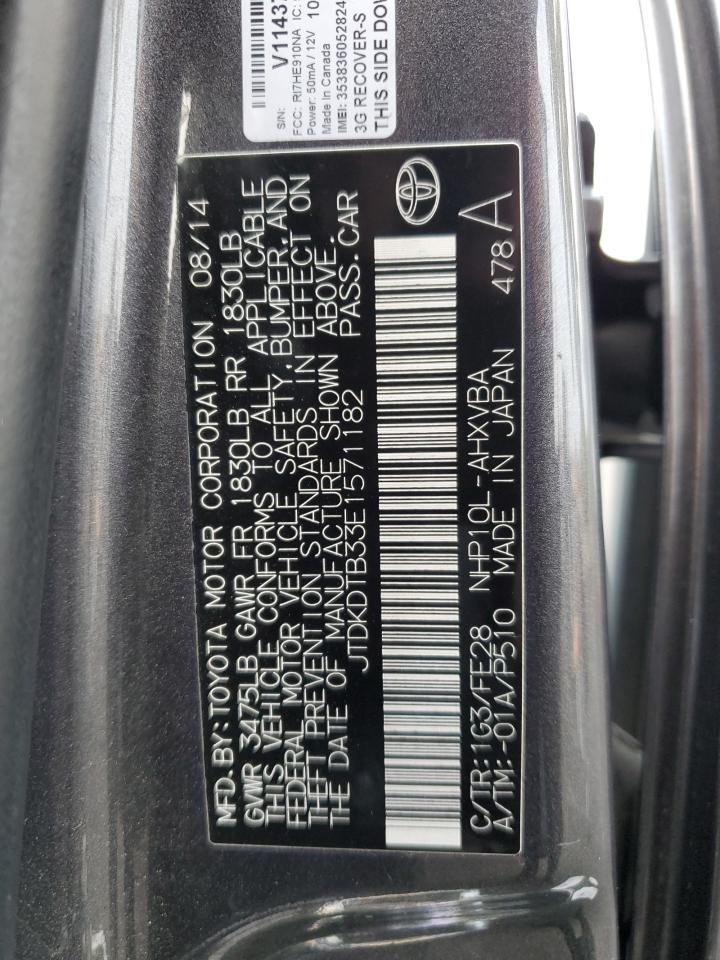 S/N:
FCC: RI7HE910NA IC:
Power: 50mA / 12V 10
Made In Canada
IMEI: 35383605282
3G RECOVER-S
THIS SIDE
MFD.BY:TOYOTA MOTOR CORPORATION 08/14
GVWR 3475LB GAWR FR 1830LB RR 1830LB
THIS VEHICLE CONFORMS TO ALL APPLICABLE
FEDERAL MOTOR VEHICLE SAFETY,BUMPER,AND
THEFT PREVENTION STANDARDS IN EFFECT ON
THE DATE OF MANUFACTURE SHOWN ABOVE.
JTDKDTB33E1571182 PASS.CAR
C/TR:1G3/FE28 NHP10L-AHXVBA 478 A
A/TM:-01A/P510 MADE IN JAPAN